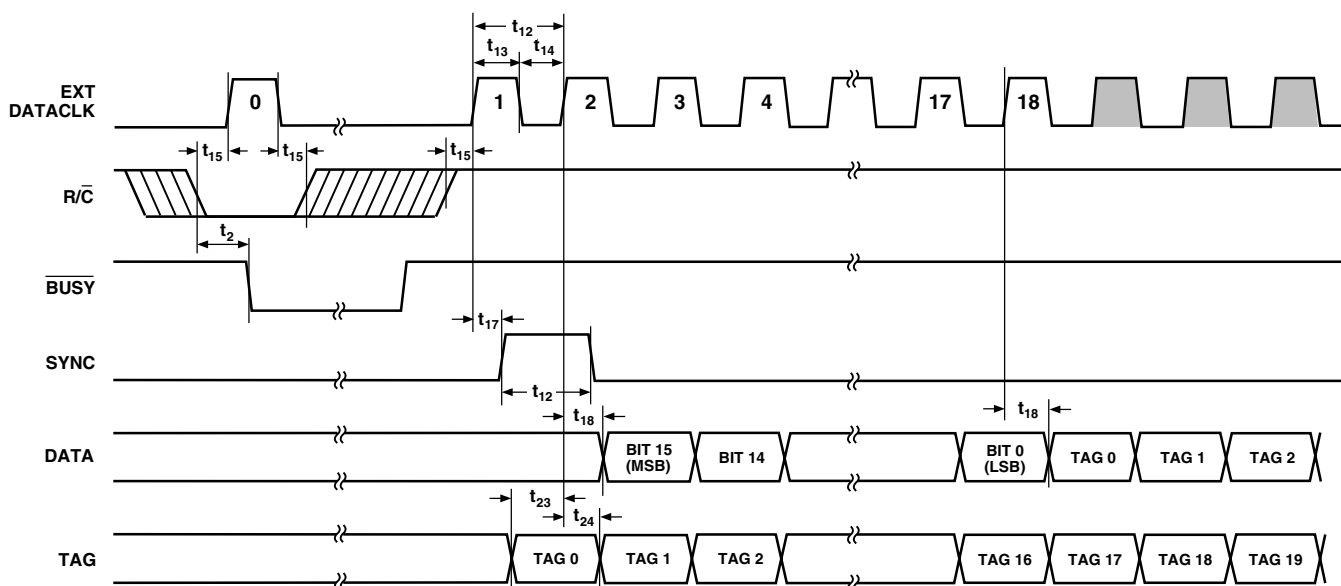 t12
t13 t14
EXT
DATACLK
0 1 2 3 4 17 18
t15 t15 t15
R/C̅
t2
B̅U̅S̅Y̅
t17
SYNC
t12
t18 t18
DATA
BIT 15
(MSB)
BIT 14
BIT 0
(LSB)
TAG 0 TAG 1 TAG 2
t23
t24
TAG
TAG 0 TAG 1 TAG 2 TAG 16 TAG 17 TAG 18 TAG 19